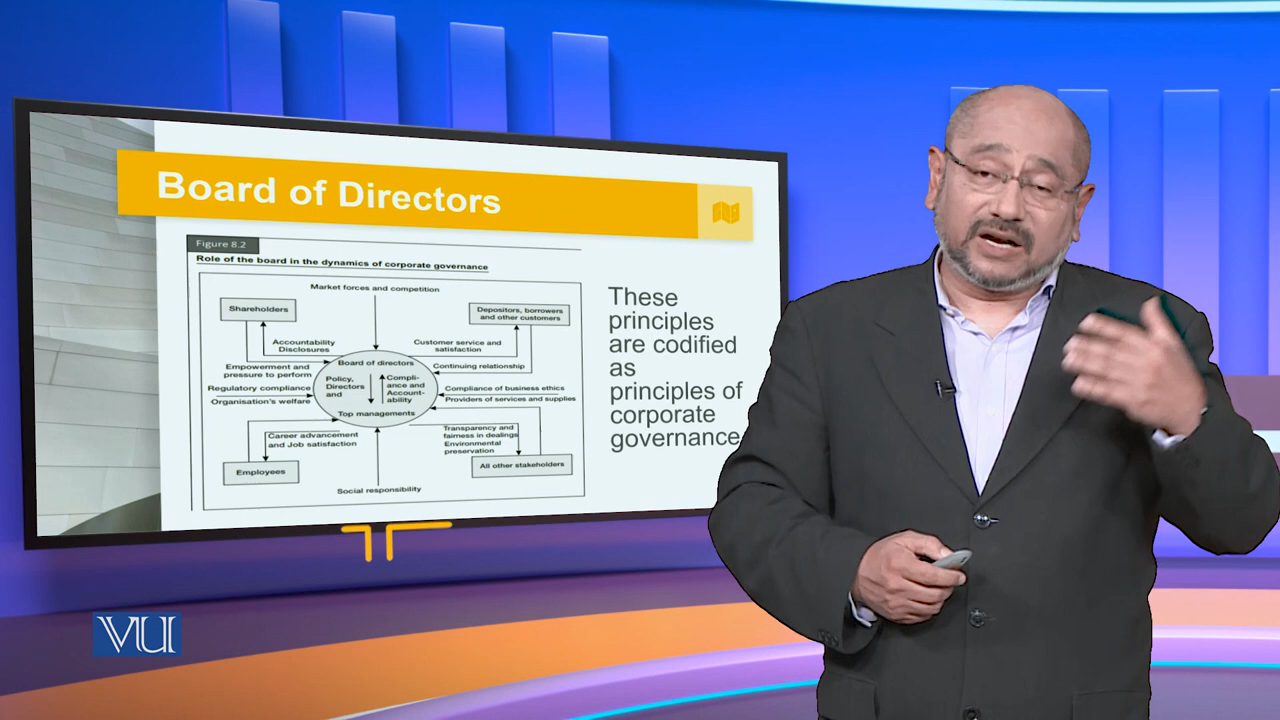 Board of Directors
Figure 8.2
Role of the board in the dynamics of corporate governance
Market forces and competition
Shareholders
Depositors, borrowers
and other customers
Accountability
Disclosures
Customer service and
satisfaction
Empowerment and
pressure to perform
Board of directors
Continuing relationship
Policy,
Directors
and
Compli-
ance and
Account-
ability
Regulatory compliance
Organisation's welfare
Compliance of business ethics
Providers of services and supplies
Top managements
Career advancement
and Job satisfaction
Transparency and
fairness in dealings
Environmental
preservation
Employees
All other stakeholders
Social responsibility
These
principles
are codified
as
principles of
corporate
governance
VU